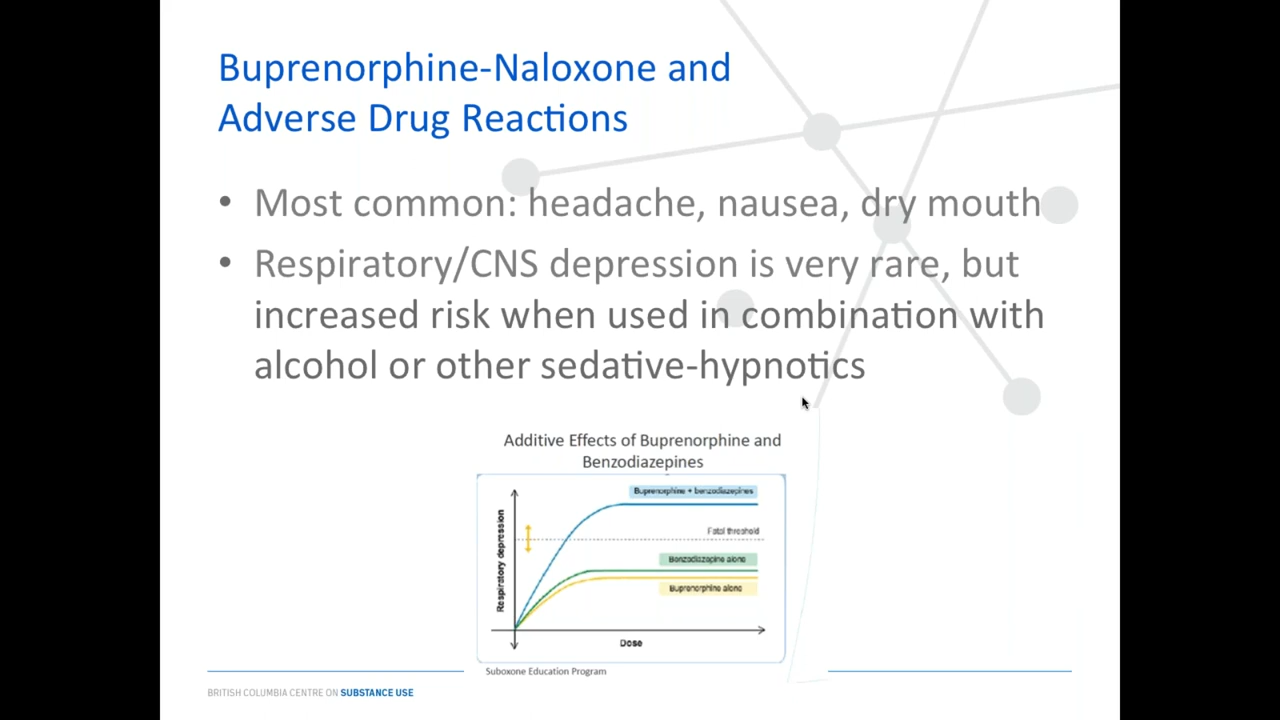 Buprenorphine-Naloxone and
Adverse Drug Reactions
• Most common: headache, nausea, dry mouth
• Respiratory/CNS depression is very rare, but
increased risk when used in combination with
alcohol or other sedative-hypnotics
Additive Effects of Buprenorphine and
Benzodiazepines
Buprenorphine + benzodiazepines
Fatal threshold
Benzodiazepine alone
Buprenorphine alone
Respiratory depression
Dose
Suboxone Education Program
BRITISH COLUMBIA CENTRE ON SUBSTANCE USE